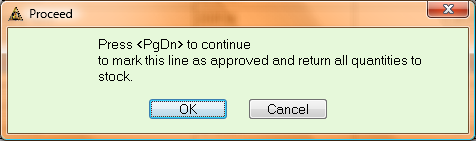 Proceed
Press <PgDn> to continue
to mark this line as approved and return all quantities to
stock.
OK
Cancel